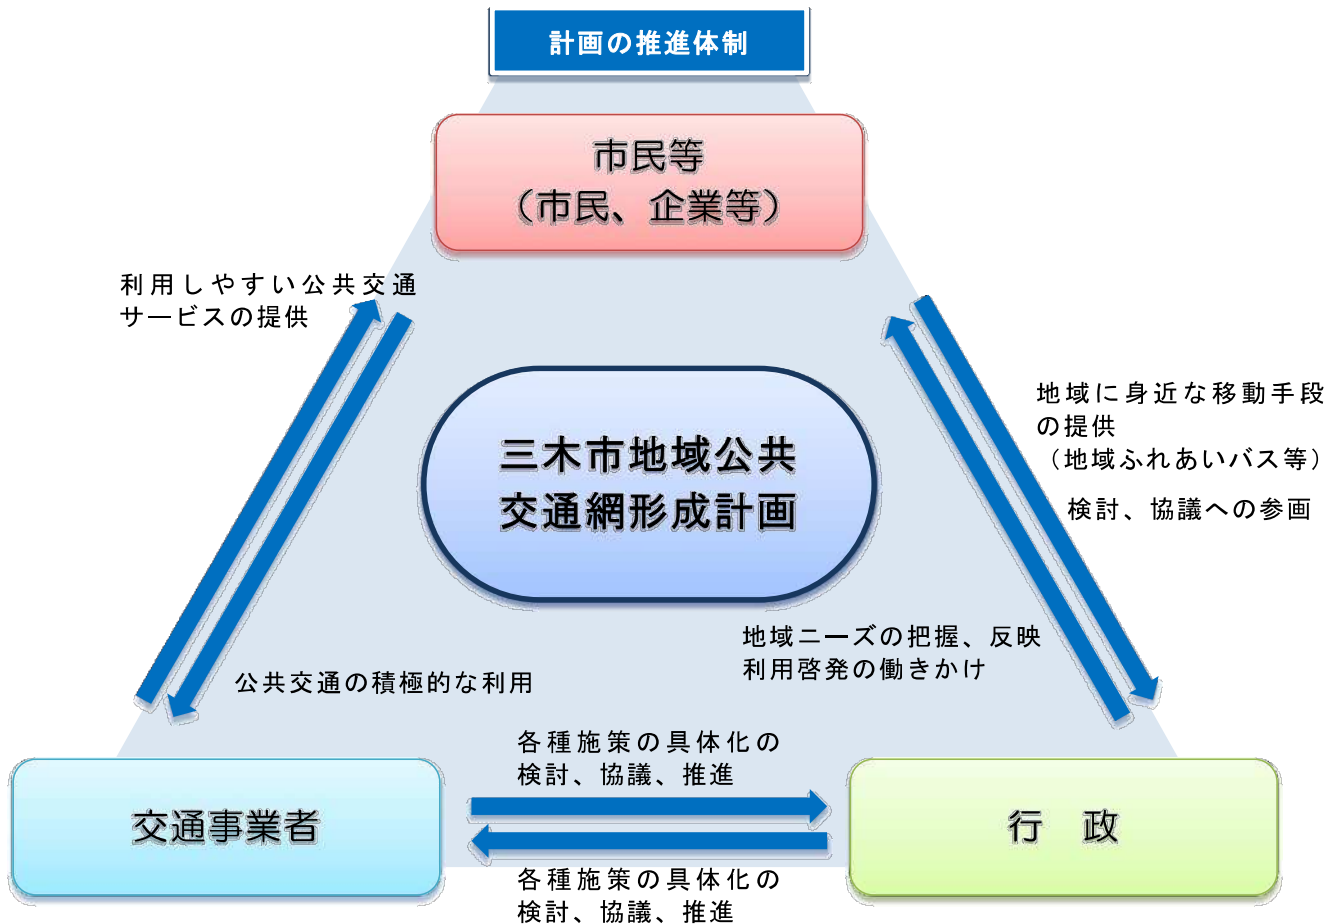 計画の推進体制
市民等
（市民、企業等）
利用しやすい公共交通
サービスの提供
地域に身近な移動手段
の提供
（地域ふれあいバス等）
検討、協議への参画
三木市地域公共
交通網形成計画
地域ニーズの把握、反映
利用啓発の働きかけ
公共交通の積極的な利用
各種施策の具体化の
検討、協議、推進
交通事業者
行　政
各種施策の具体化の
検討、協議、推進